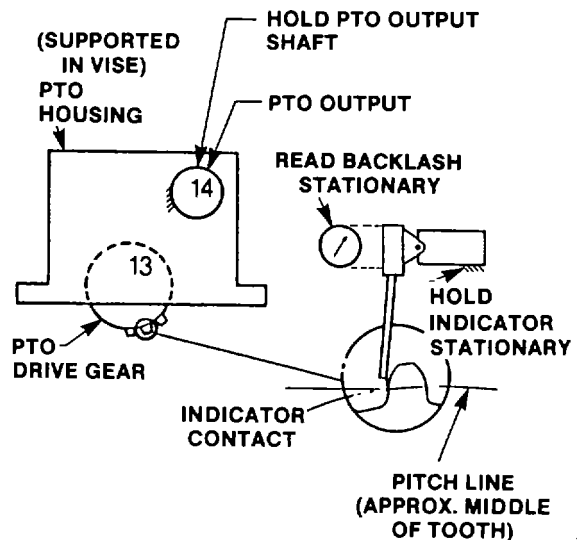 HOLD PTO OUTPUT
SHAFT
(SUPPORTED
IN VISE)
PTO
HOUSING
PTO OUTPUT
14
READ BACKLASH
STATIONARY
13
HOLD
INDICATOR
STATIONARY
PTO
DRIVE GEAR
INDICATOR
CONTACT
PITCH LINE
(APPROX. MIDDLE
OF TOOTH)